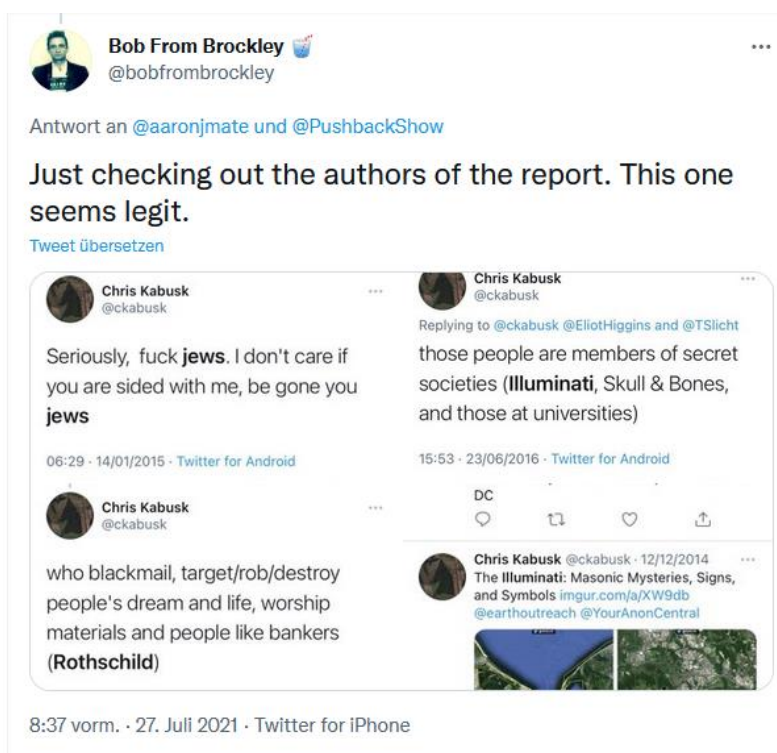 Bob From Brockley
@bobfrombrockley
Antwort an @aaronjmate und @PushbackShow
Just checking out the authors of the report. This one
seems legit.
Tweet übersetzen
Chris Kabusk
@ckabusk
Seriously, fuck jews. I don't care if
you are sided with me, be gone you
jews
06:29 · 14/01/2015 · Twitter for Android
Chris Kabusk
@ckabusk
who blackmail, target/rob/destroy
people's dream and life, worship
materials and people like bankers
(Rothschild)
Chris Kabusk
@ckabusk
Replying to @ckabusk @EliotHiggins and @TSlicht
those people are members of secret
societies (Illuminati, Skull & Bones,
and those at universities)
15:53 · 23/06/2016 · Twitter for Android
DC
Chris Kabusk @ckabusk · 12/12/2014
The Illuminati: Masonic Mysteries, Signs,
and Symbols imgur.com/a/XW9db
@earthoutreach @YourAnonCentral
8:37 vorm. · 27. Juli 2021 · Twitter for iPhone